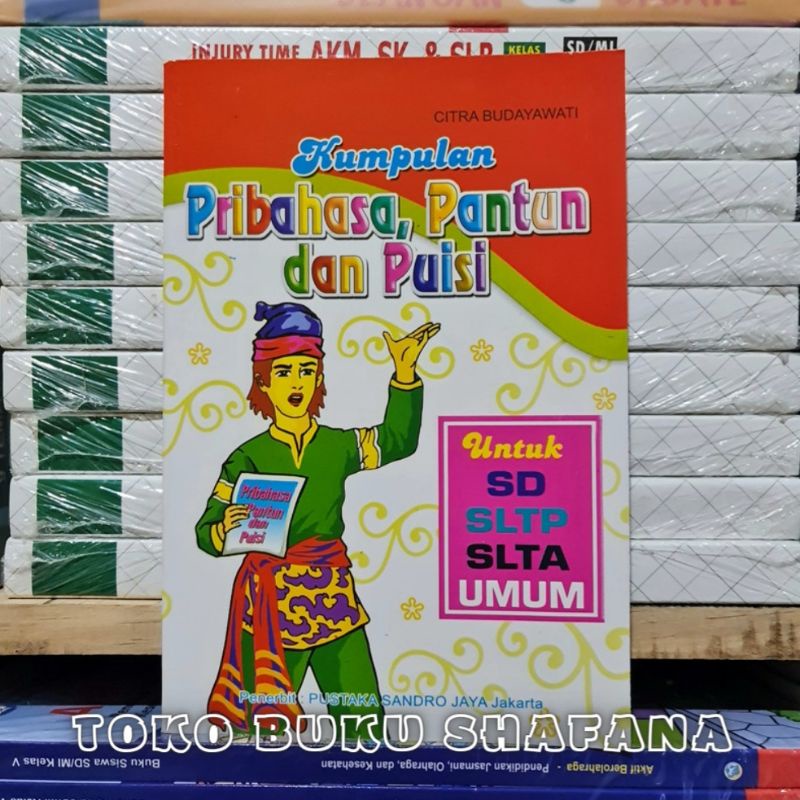 INJURY TIME AKM, SK, & SLP KELAS SD/MI
CITRA BUDAYAWATI
Kumpulan
Pribahasa, Pantun
dan Puisi
Untuk
SD
SLTP
SLTA
UMUM
Pribahasa
Pantun
dan
Puisi
Penerbit : PUSTAKA SANDRO JAYA Jakarta
TOKO BUKU SHAFANA
Buku Siswa SD/MI Kelas V
Pendidikan Jasmani, Olahraga, dan Kesehatan
Aktif Berolahraga -